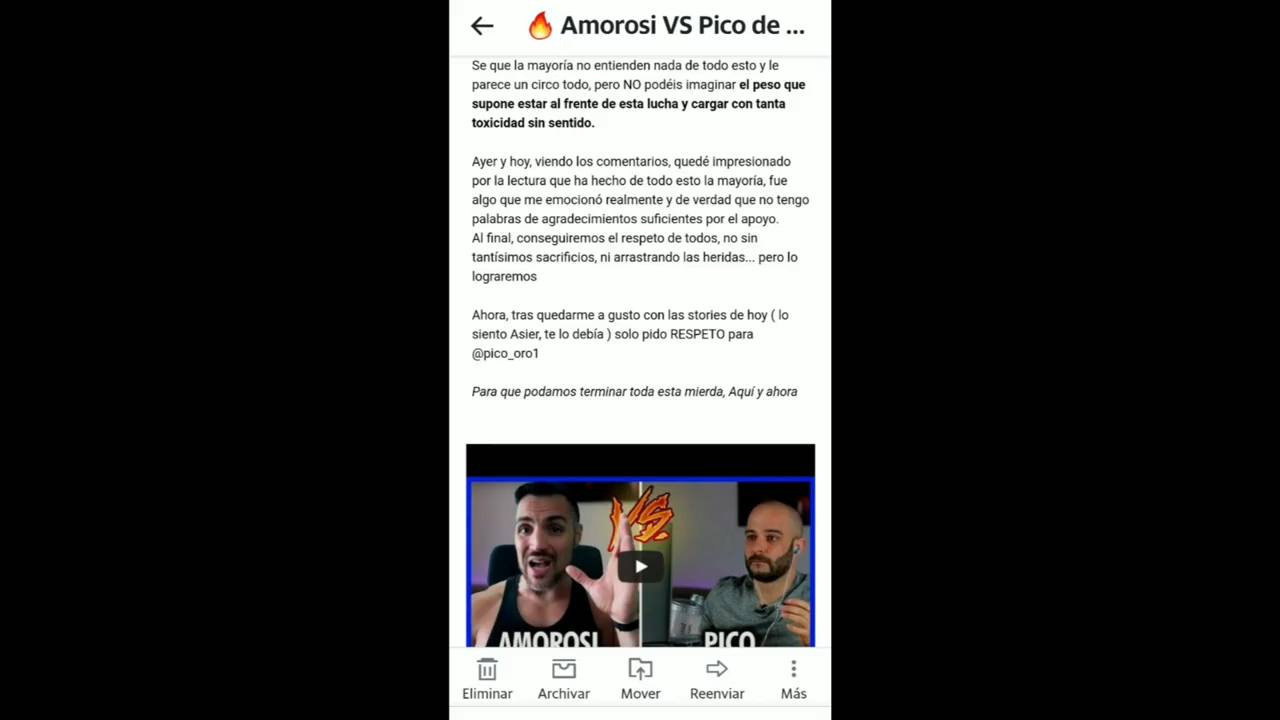 🔥 Amorosi VS Pico de ...
Se que la mayoría no entienden nada de todo esto y le
parece un circo todo, pero NO podéis imaginar el peso que
supone estar al frente de esta lucha y cargar con tanta
toxicidad sin sentido.
Ayer y hoy, viendo los comentarios, quedé impresionado
por la lectura que ha hecho de todo esto la mayoría, fue
algo que me emocionó realmente y de verdad que no tengo
palabras de agradecimientos suficientes por el apoyo.
Al final, conseguiremos el respeto de todos, no sin
tantísimos sacrificios, ni arrastrando las heridas... pero lo
lograremos
Ahora, tras quedarme a gusto con las stories de hoy ( lo
siento Asier, te lo debía ) solo pido RESPETO para
@pico_oro1
Para que podamos terminar toda esta mierda, Aquí y ahora
VS.
AMOROSI PICO
Eliminar Archivar Mover Reenviar Más